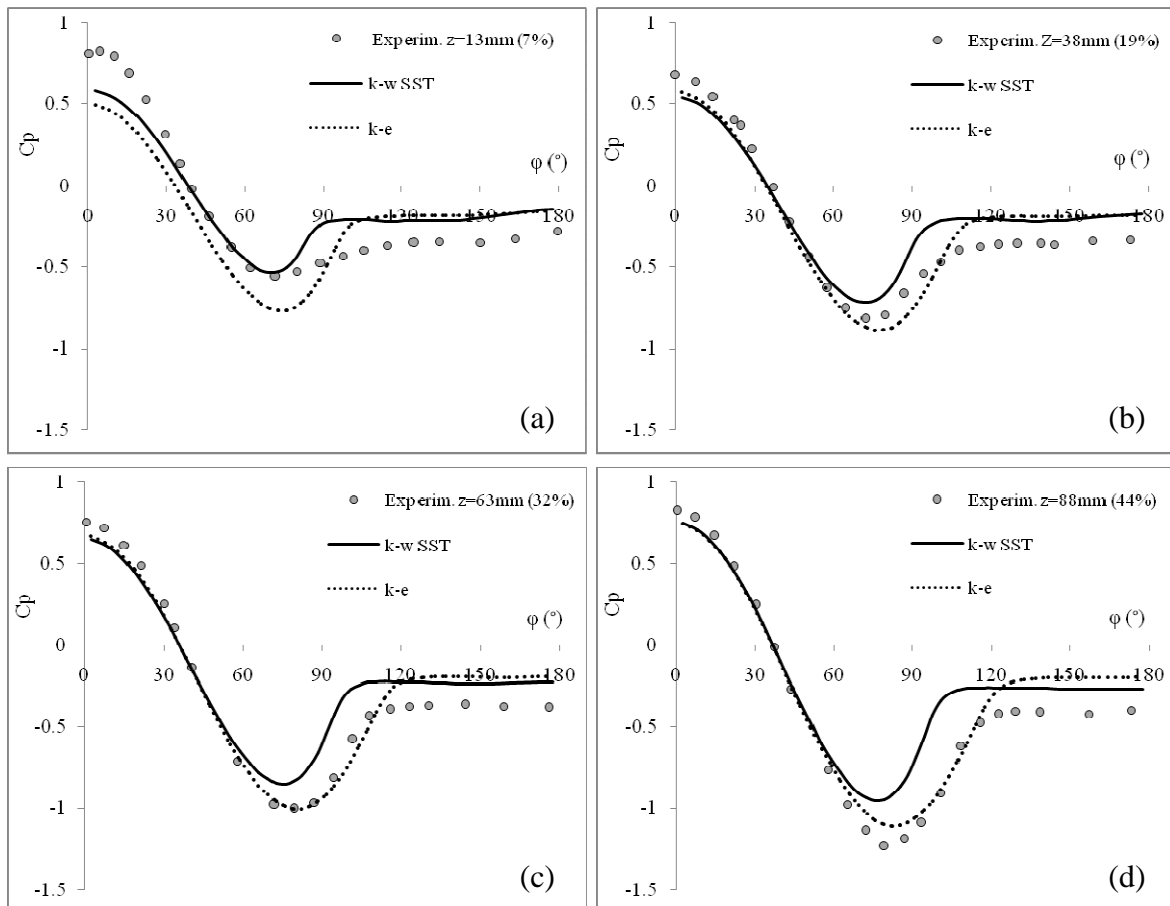 1
Experim. z=13mm (7%)
k-w SST
0.5
k-e
Cp
φ (°)
0
0 30 60 90 120 150 180
-0.5
-1
-1.5
(a)
1
Experim. Z=38mm (19%)
k-w SST
0.5
k-e
Cp
φ (°)
0
0 30 60 90 120 150 180
-0.5
-1
-1.5
(b)
1
Experim. z=63mm (32%)
k-w SST
0.5
k-e
Cp
φ (°)
0
0 30 60 90 120 150 180
-0.5
-1
-1.5
(c)
1
Experim. z=88mm (44%)
k-w SST
0.5
k-e
Cp
φ (°)
0
0 30 60 90 120 150 180
-0.5
-1
-1.5
(d)